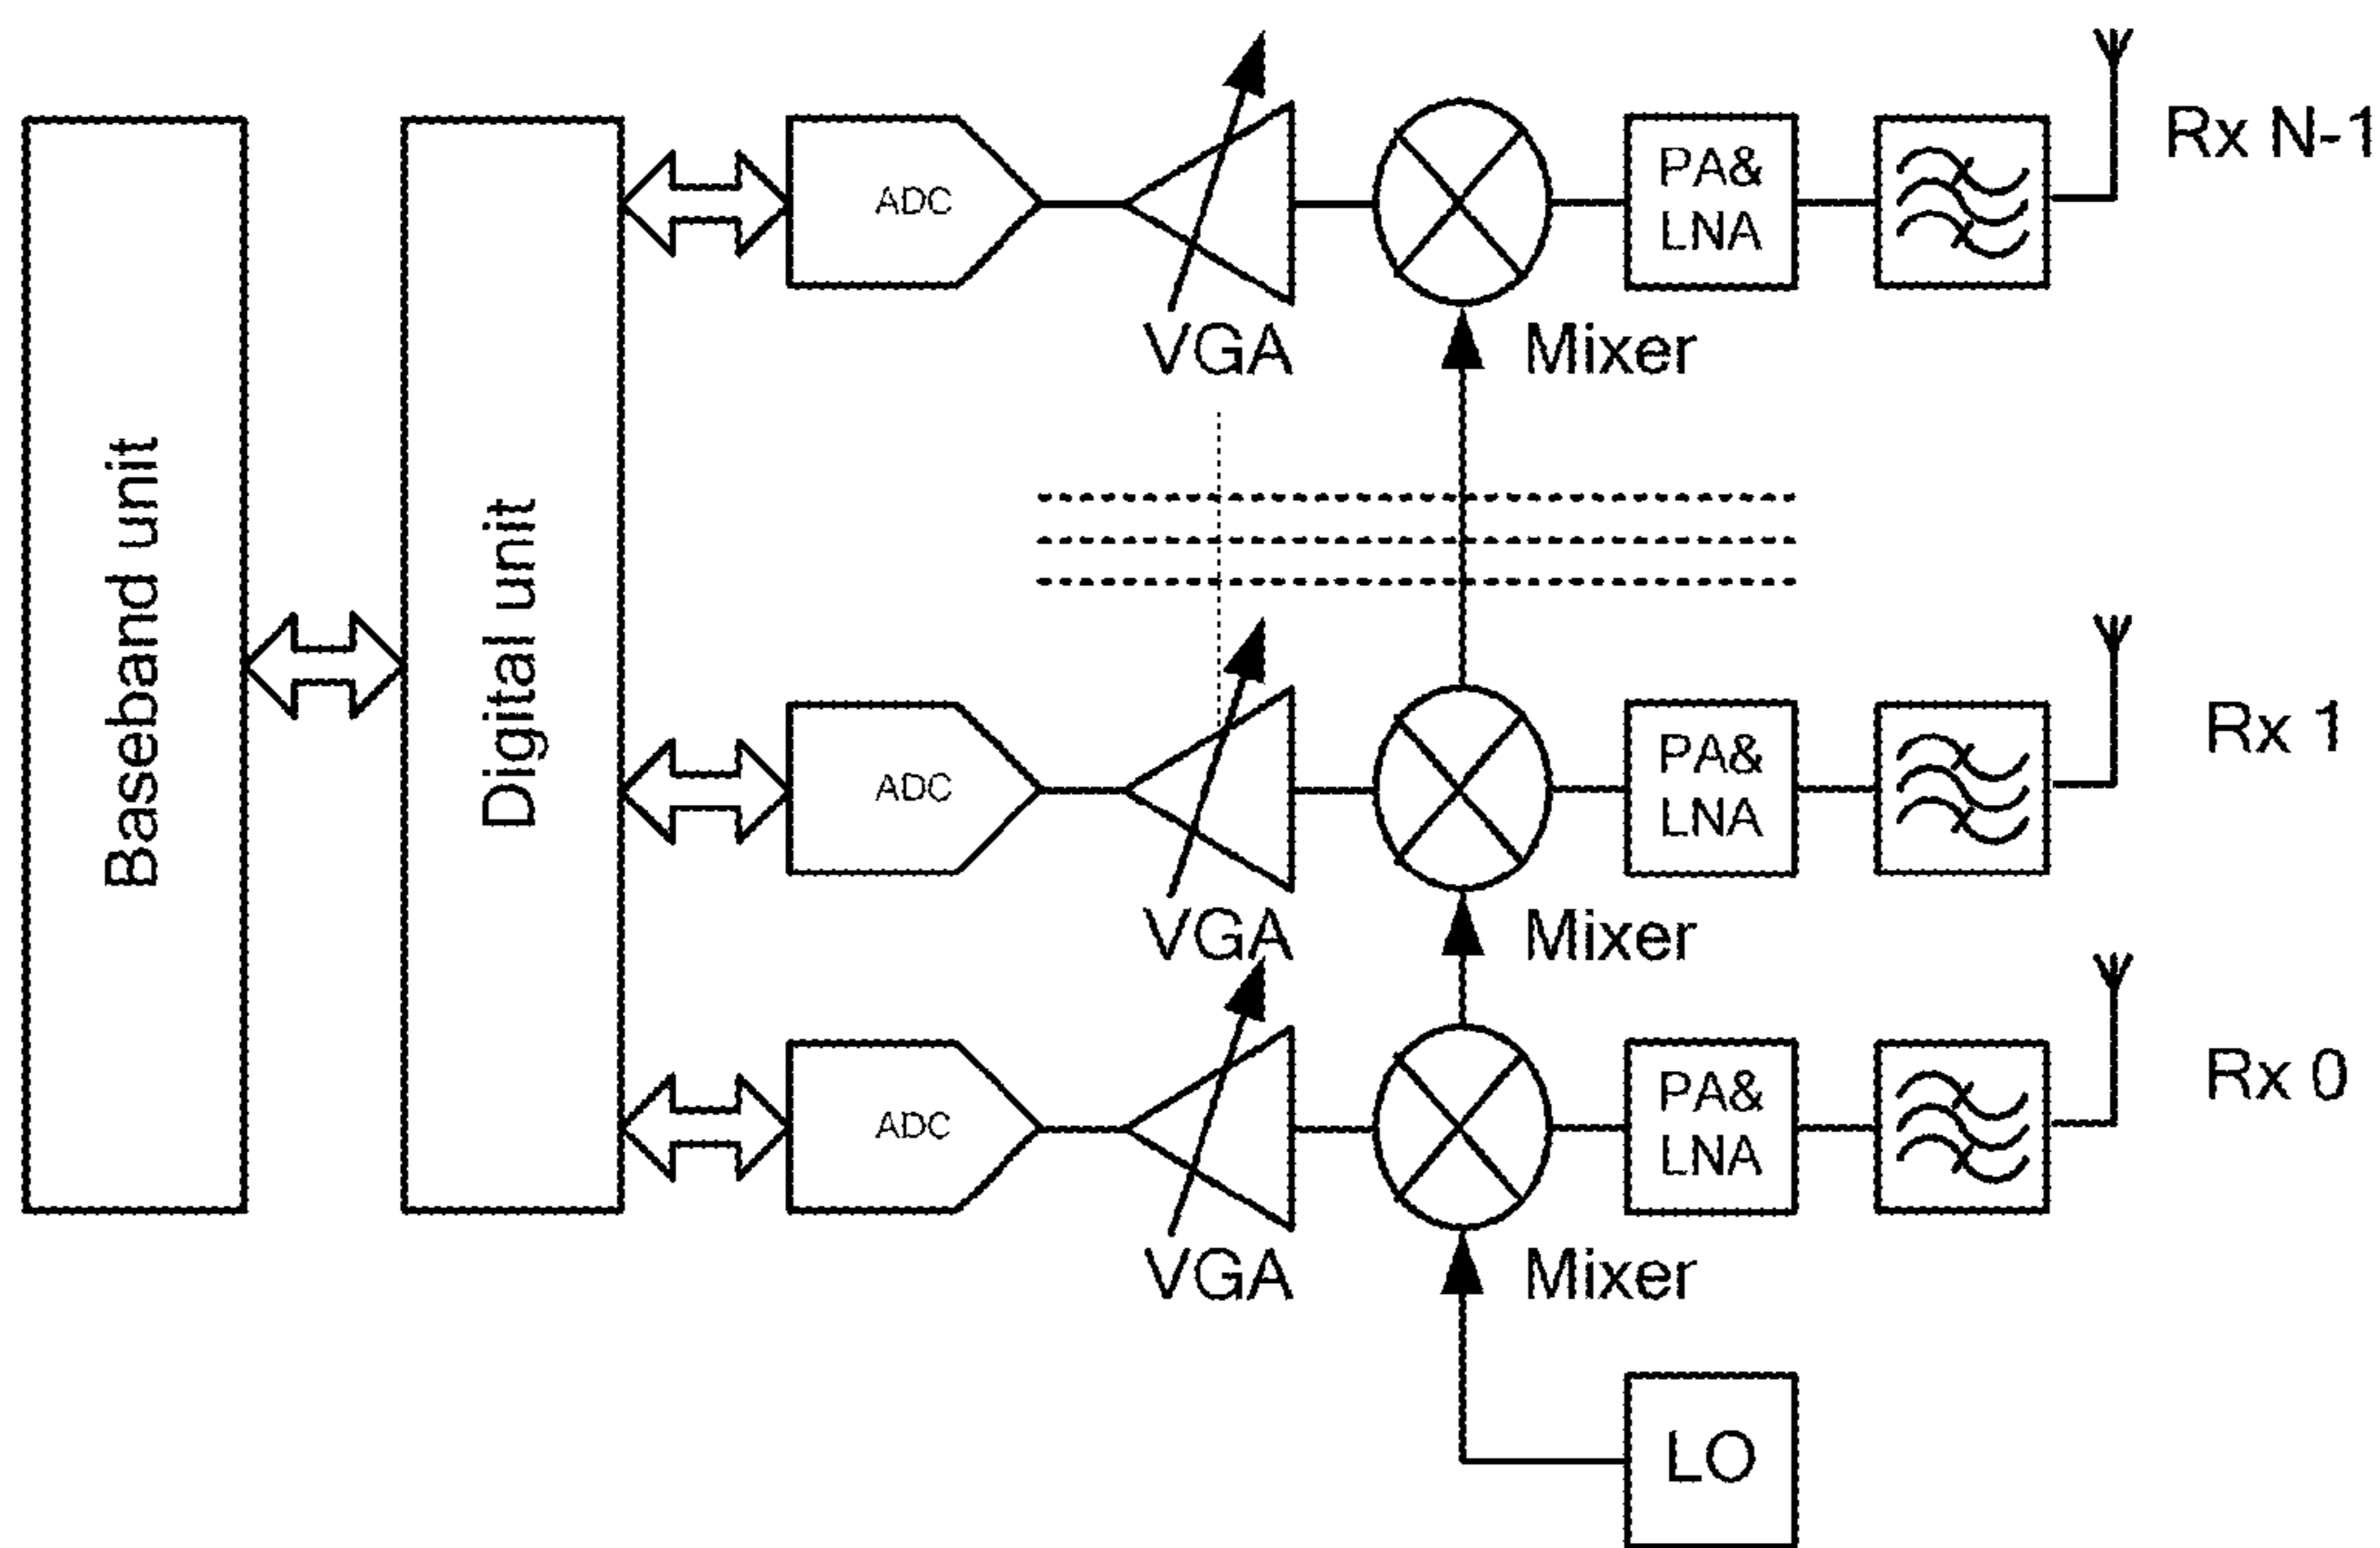 Baseband unit
Digital unit
ADC
VGA
Mixer
PA&
LNA
Rx N-1
ADC
VGA
Mixer
PA&
LNA
Rx 1
ADC
VGA
Mixer
PA&
LNA
Rx 0
LO